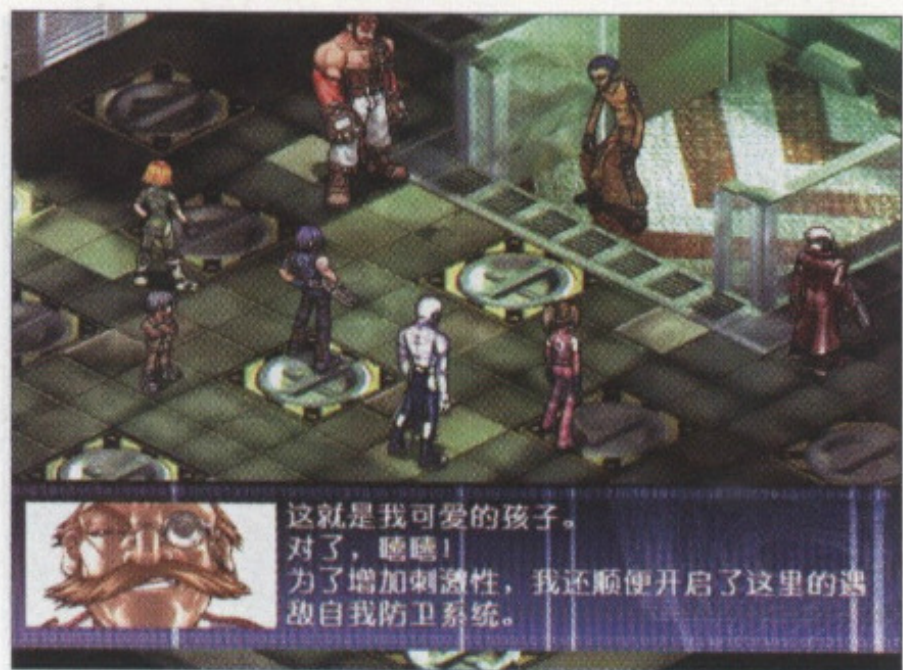 这就是我可爱的孩子。
对了，嘻嘻！
为了增加刺激性，我还顺便开启了这里的遇
敌自我防卫系统。